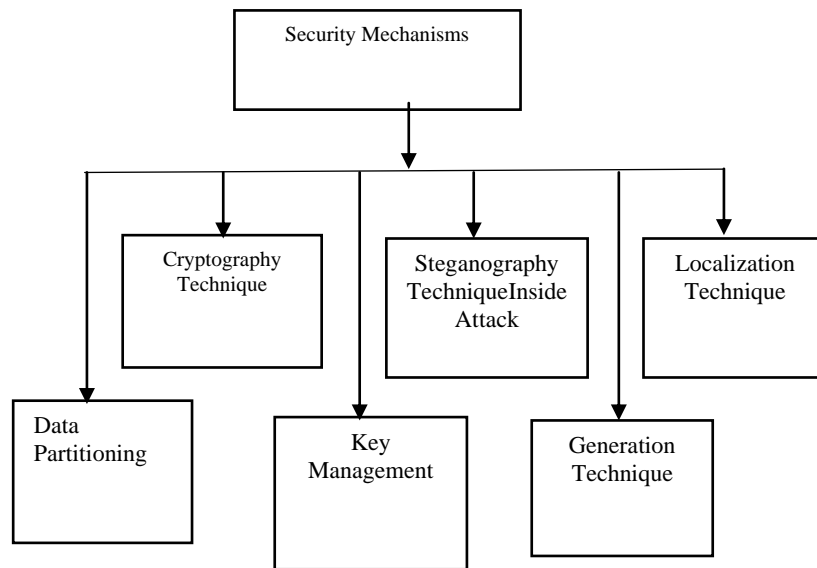 Security Mechanisms
Cryptography
Technique
Steganography
TechniqueInside
Attack
Localization
Technique
Data
Partitioning
Key
Management
Generation
Technique